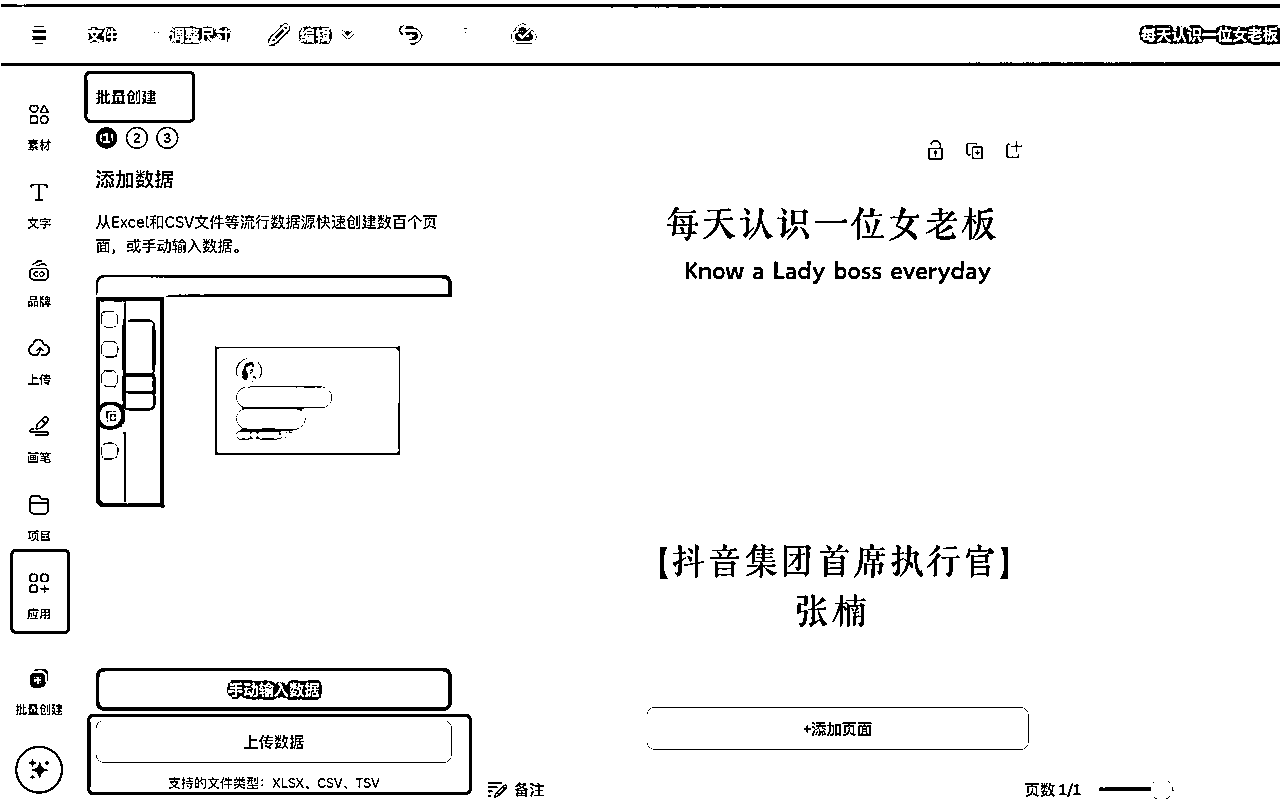 文件
调整尺寸
编辑
每天认识一位女老板
批量创建
1
2
3
添加数据
从Excel和CSV文件等流行数据源快速创建数百个页
面，或手动输入数据。
素材
文字
品牌
上传
画笔
项目
应用
批量创建
手动输入数据
上传数据
支持的文件类型：XLSX、CSV、TSV
每天认识一位女老板
Know a Lady boss everyday
【抖音集团首席执行官】
张楠
+添加页面
备注
页数 1/1